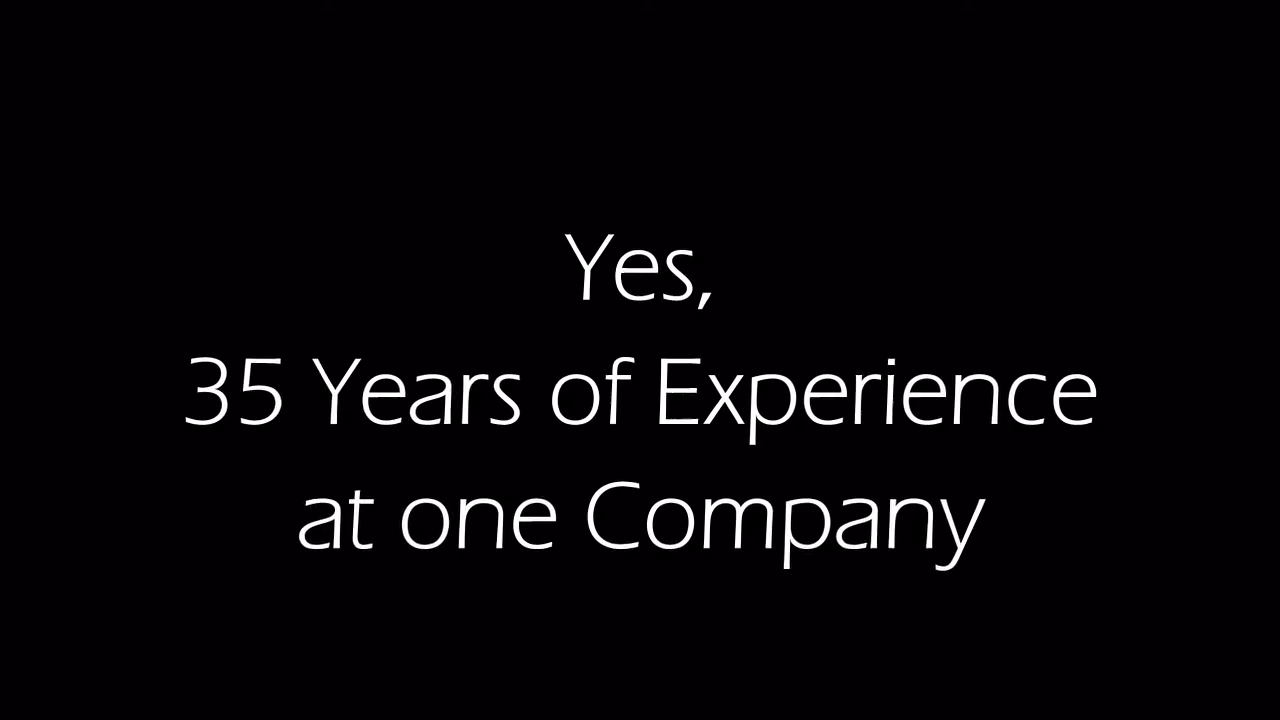 Yes,
35 Years of Experience
at one Company